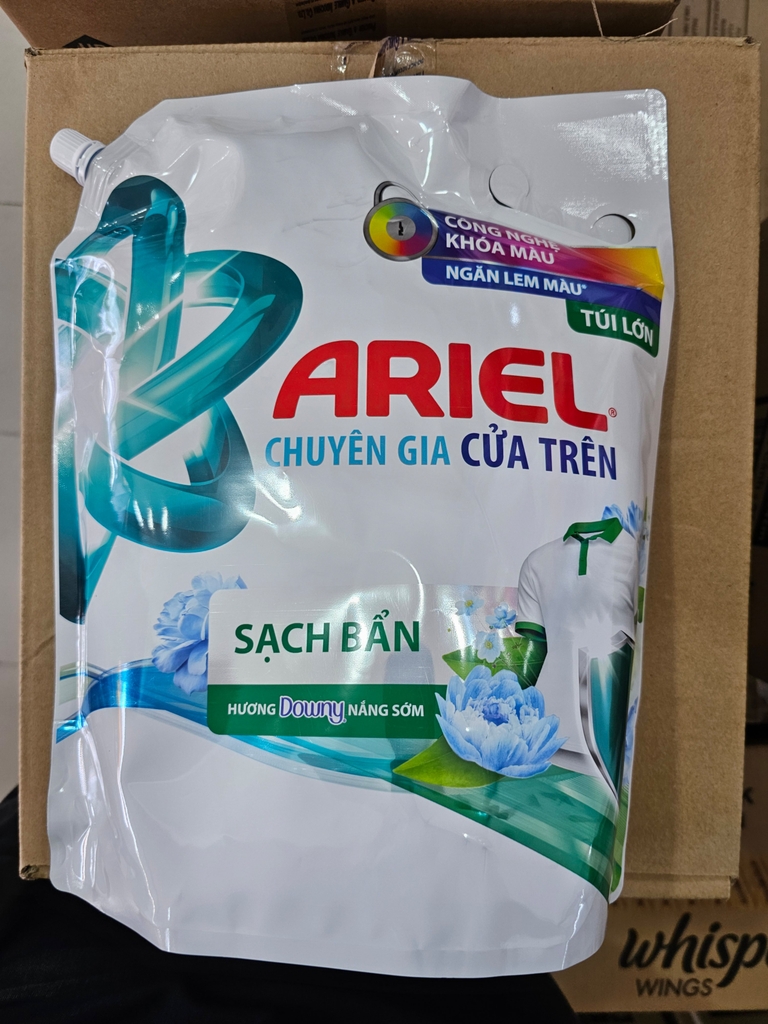 CÔNG NGHỆ
KHÓA MÀU
NGĂN LEM MÀU*
TÚI LỚN
ARIEL®
CHUYÊN GIA CỬA TRÊN
SẠCH BẨN
HƯƠNG Downy NẮNG SỚM
whisp
WINGS